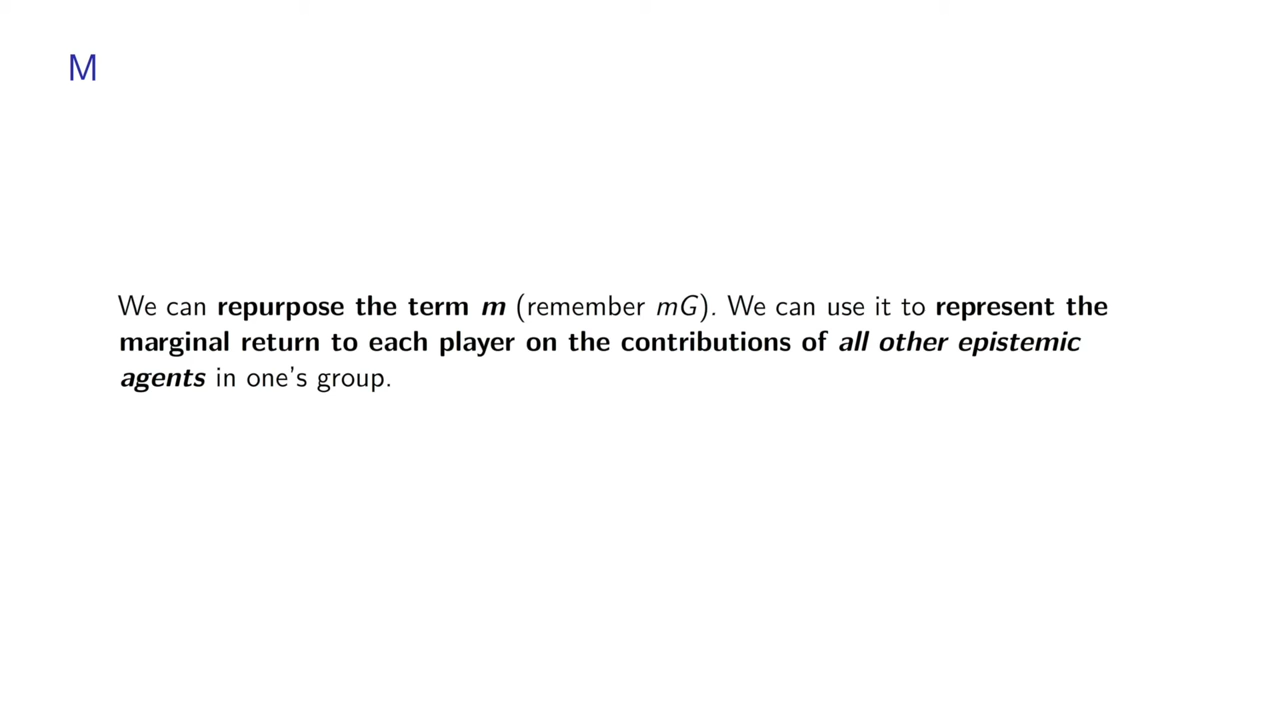 M
We can repurpose the term m (remember mG). We can use it to represent the
marginal return to each player on the contributions of all other epistemic
agents in one's group.